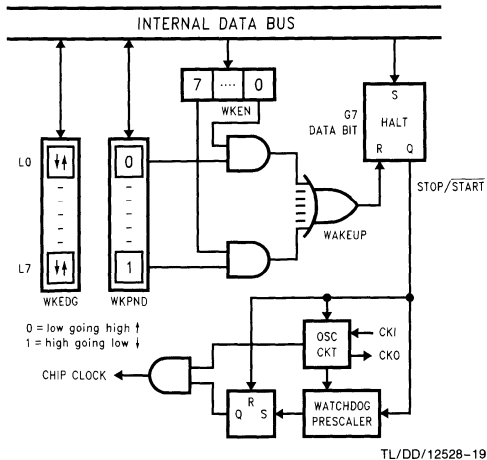 INTERNAL DATA BUS
7 ···· 0
WKEN
G7
DATA BIT
S
HALT
R Q
L0
0
STOP/START
WAKEUP
L7
1
WKEDG
WKPND
0 = low going high ↑
1 = high going low ↓
OSC
CKT
CKI
CKO
CHIP CLOCK
R
Q S
WATCHDOG
PRESCALER
TL/DD/12528-19